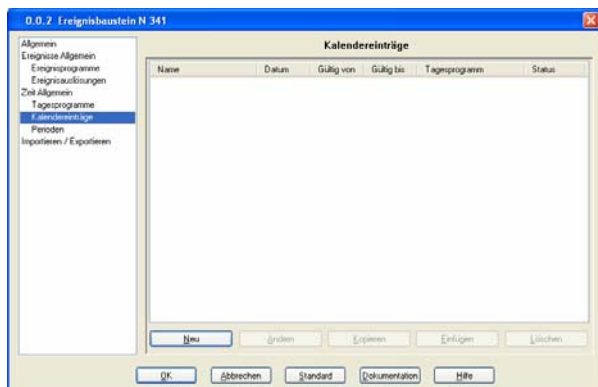 0.0.2 Ereignisbaustein N 341
Allgemein
Ereignisse Allgemein
Ereignisprogramme
Ereignisauslösungen
Zeit Allgemein
Tagesprogramme
Kalendereinträge
Perioden
Importieren / Exportieren
Kalendereinträge
Name Datum Gültig von Gültig bis Tagesprogramm Status
Neu Ändern Kopieren Einfügen Löschen
OK Abbrechen Standard Dokumentation Hilfe